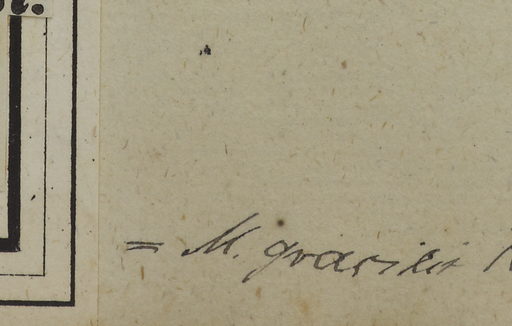 = M. gracilis